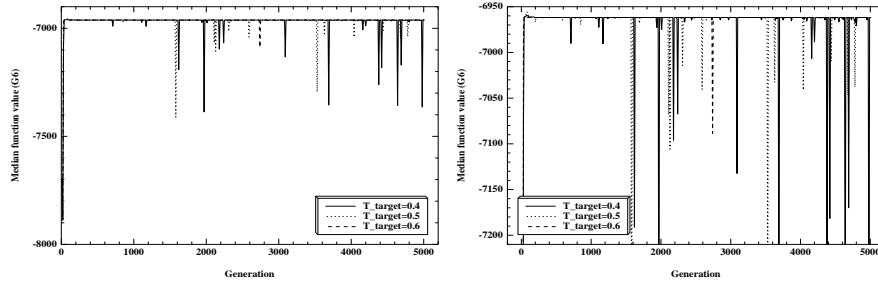 Median function value (G6)
-7000
-7500
-8000
0
1000
2000
3000
4000
5000
Generation
T_target=0.4
T_target=0.5
T_target=0.6
Median function value (G6)
-6950
-7000
-7050
-7100
-7150
-7200
0
1000
2000
3000
4000
5000
Generation
T_target=0.4
T_target=0.5
T_target=0.6